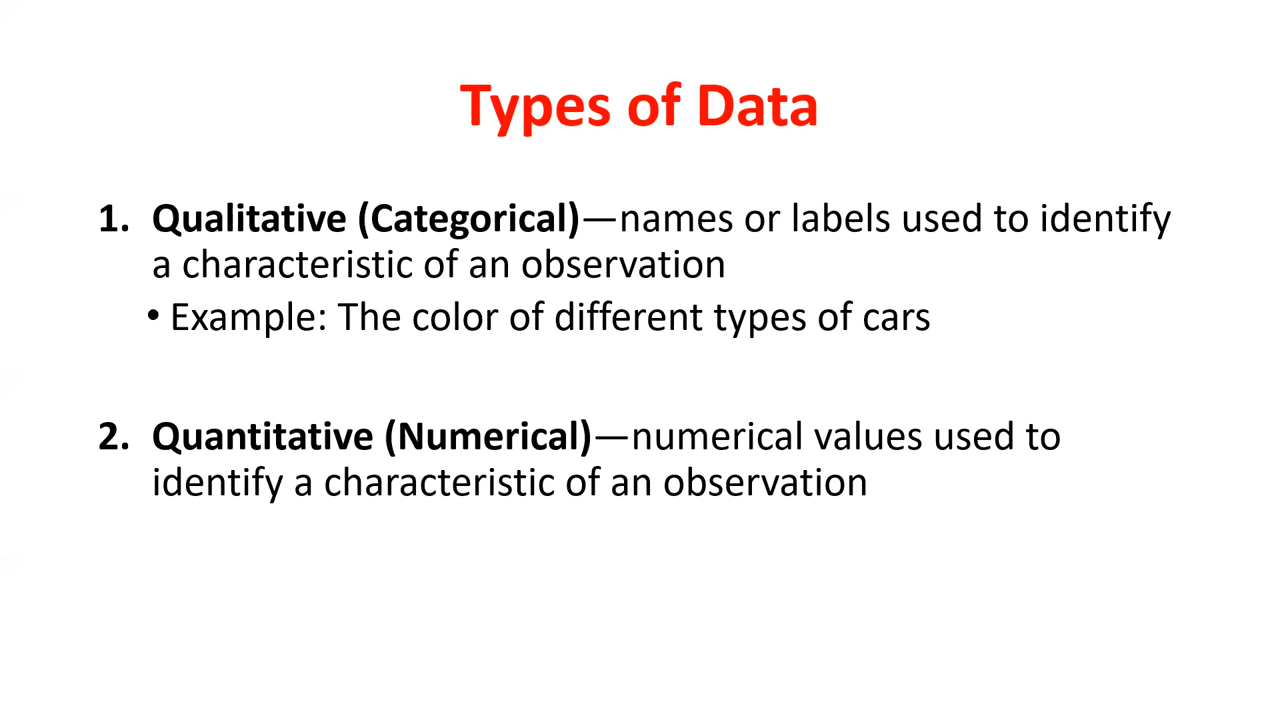 Types of Data
1. Qualitative (Categorical)—names or labels used to identify
a characteristic of an observation
• Example: The color of different types of cars
2. Quantitative (Numerical)—numerical values used to
identify a characteristic of an observation